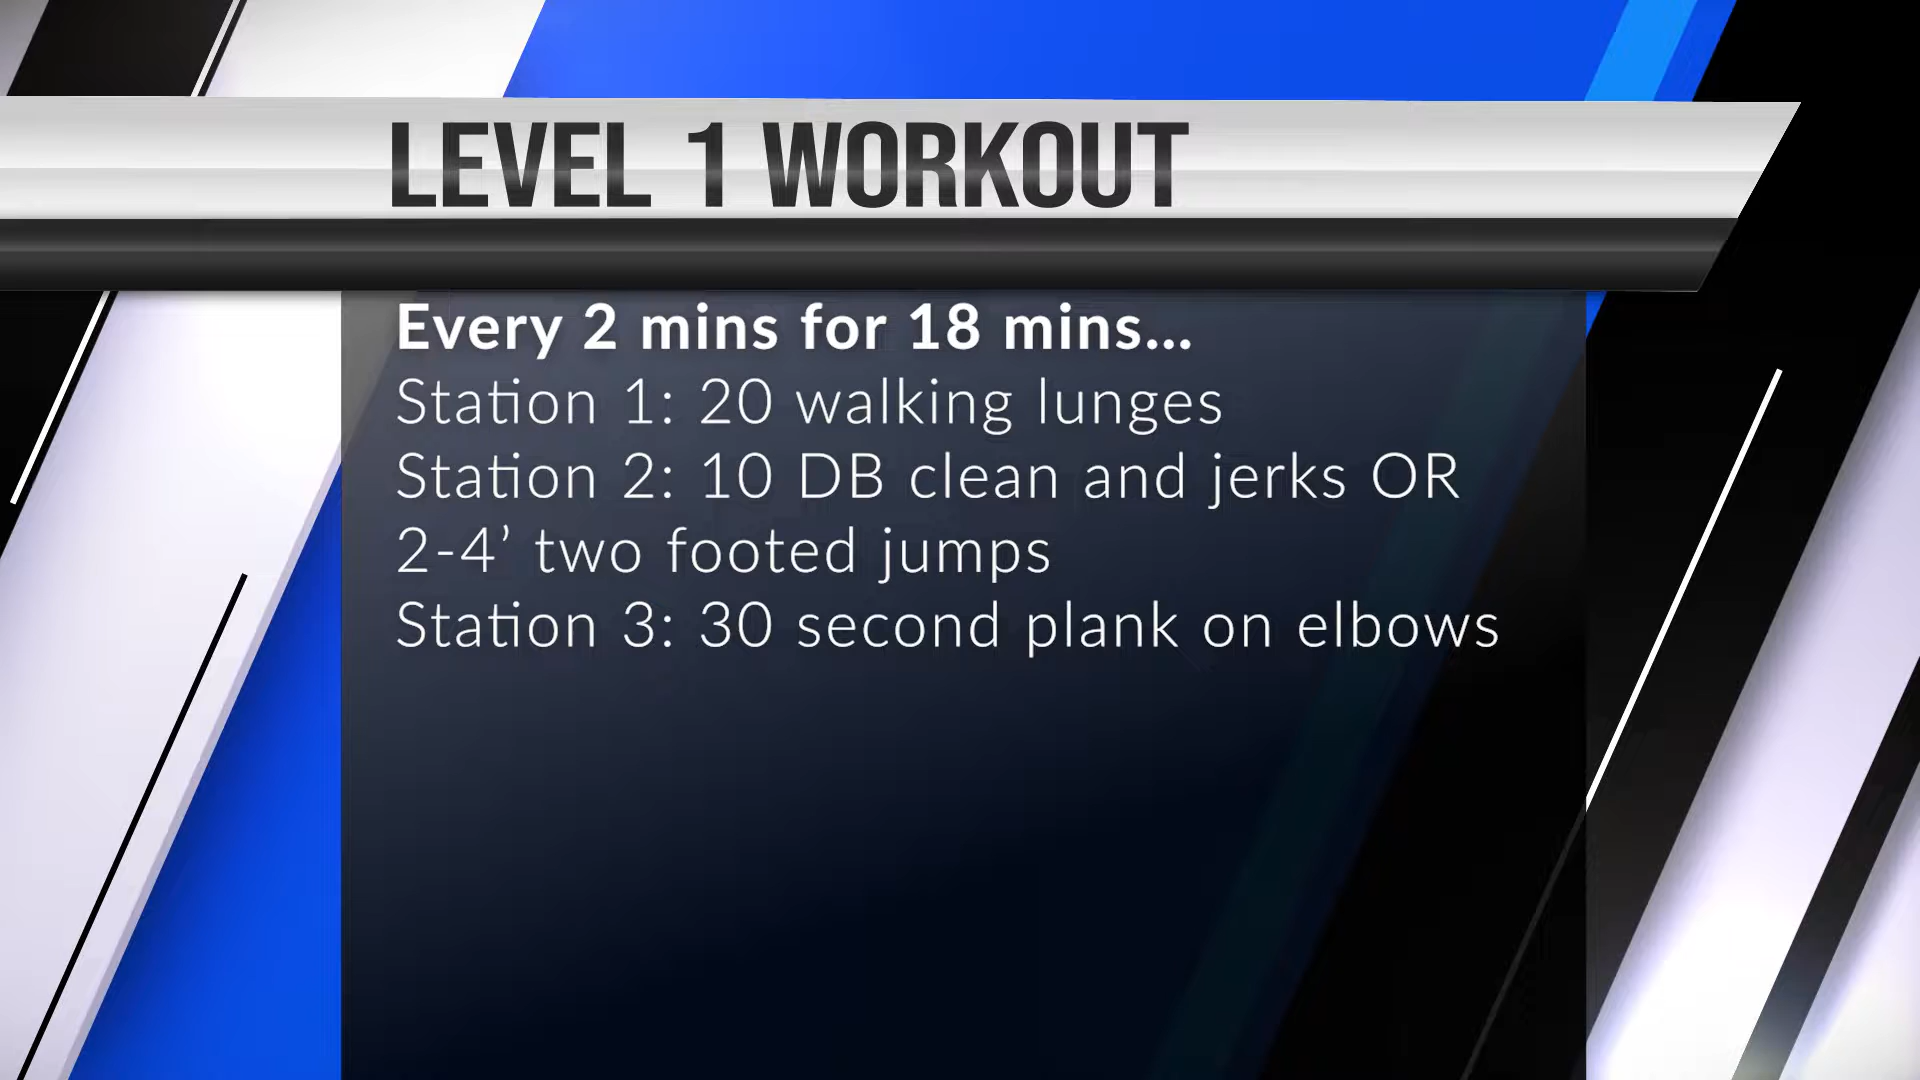 LEVEL 1 WORKOUT
Every 2 mins for 18 mins...
Station 1: 20 walking lunges
Station 2: 10 DB clean and jerks OR
2-4’ two footed jumps
Station 3: 30 second plank on elbows